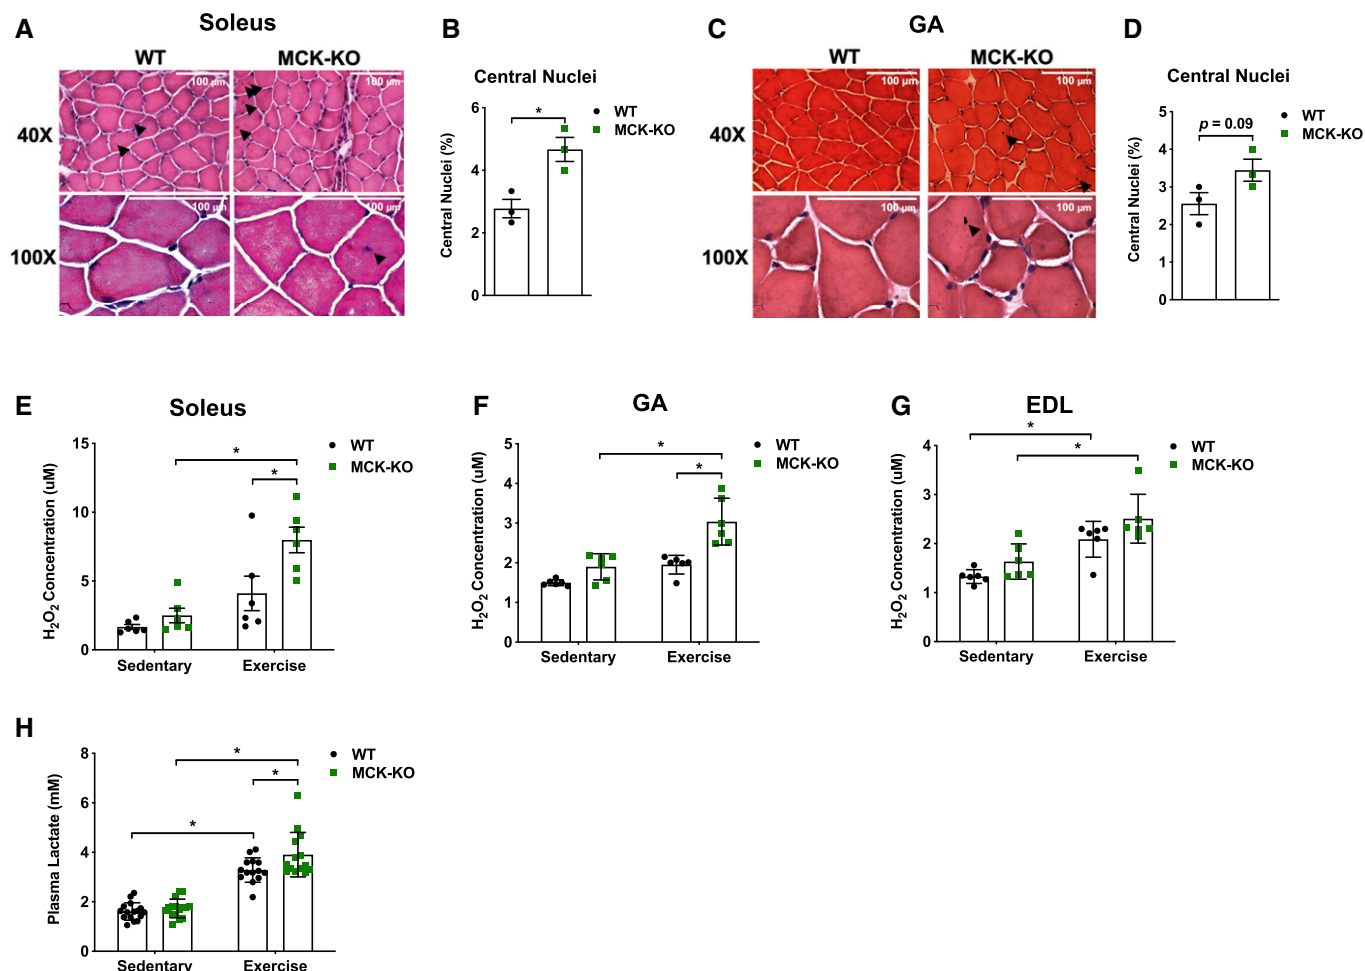 A
Soleus
WT
MCK-KO
40X
100 µm
100 µm
100X
100 µm
100 µm
B
Central Nuclei
Central Nuclei (%)
6
4
2
0
*
WT
MCK-KO
C
GA
WT
MCK-KO
40X
100 µm
100 µm
100X
100 µm
100 µm
D
Central Nuclei
Central Nuclei (%)
5
4
3
2
1
0
p = 0.09
WT
MCK-KO
E
Soleus
H2O2 Concentration (uM)
15
10
5
0
*
*
WT
MCK-KO
Sedentary
Exercise
F
GA
H2O2 Concentration (uM)
5
4
3
2
1
0
*
*
WT
MCK-KO
Sedentary
Exercise
G
EDL
H2O2 Concentration (uM)
4
3
2
1
0
*
*
WT
MCK-KO
Sedentary
Exercise
H
Plasma Lactate (mM)
8
6
4
2
0
*
*
*
WT
MCK-KO
Sedentary
Exercise